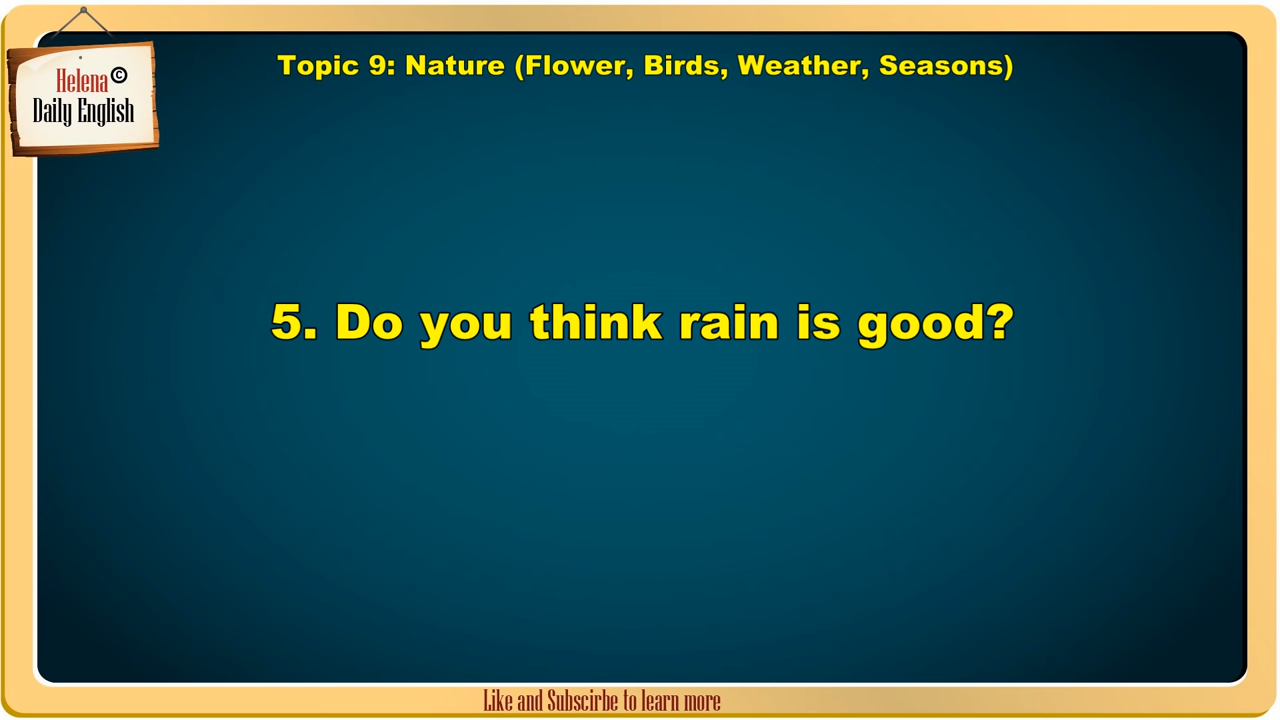 Topic 9: Nature (Flower, Birds, Weather, Seasons)
Helena ©
Daily English
5. Do you think rain is good?
Like and Subscirbe to learn more